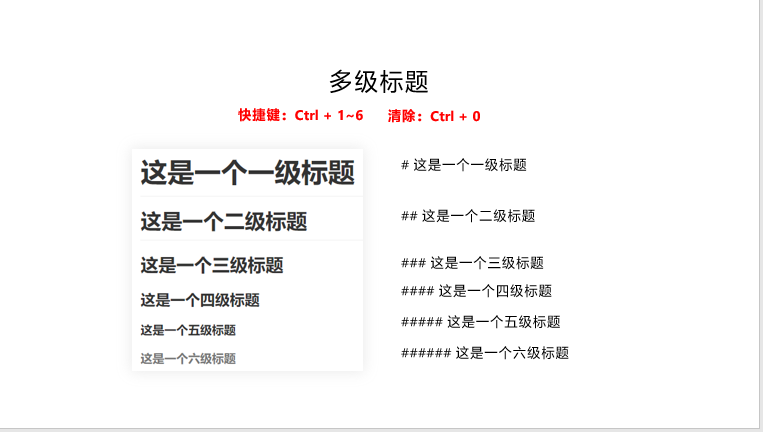 多级标题
快捷键：Ctrl + 1~6 清除：Ctrl + 0
这是一个一级标题
# 这是一个一级标题
这是一个二级标题
## 这是一个二级标题
这是一个三级标题
### 这是一个三级标题
这是一个四级标题
#### 这是一个四级标题
这是一个五级标题
##### 这是一个五级标题
这是一个六级标题
###### 这是一个六级标题